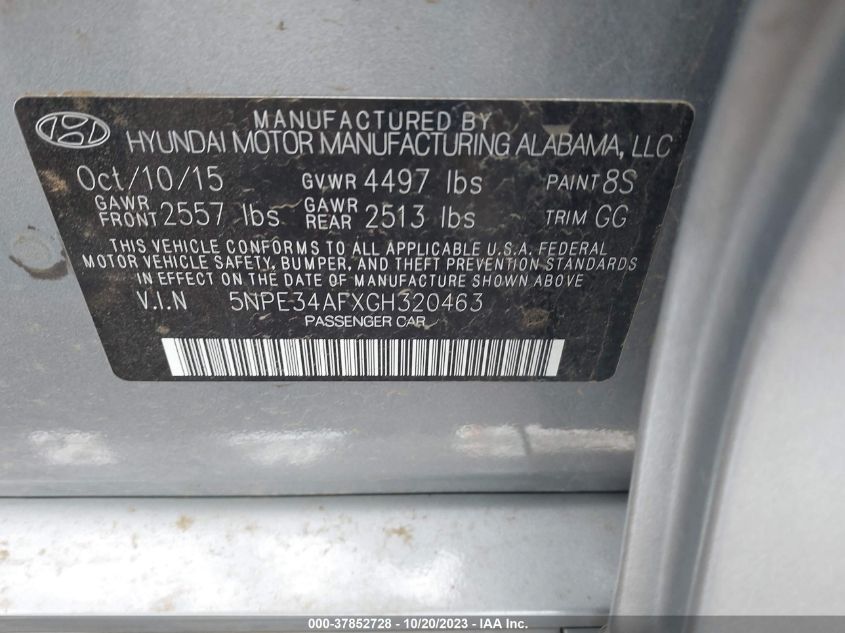 MANUFACTURED BY
HYUNDAI MOTOR MANUFACTURING ALABAMA, LLC
Oct/10/15 GVWR 4497 lbs PAINT 8S
GAWR FRONT 2557 lbs GAWR REAR 2513 lbs TRIM GG
THIS VEHICLE CONFORMS TO ALL APPLICABLE U.S.A. FEDERAL
MOTOR VEHICLE SAFETY, BUMPER, AND THEFT PREVENTION STANDARDS
IN EFFECT ON THE DATE OF MANUFACTURE SHOWN ABOVE
V.I.N 5NPE34AFXGH320463
PASSENGER CAR
000-37852728 - 10/20/2023 - IAA Inc.